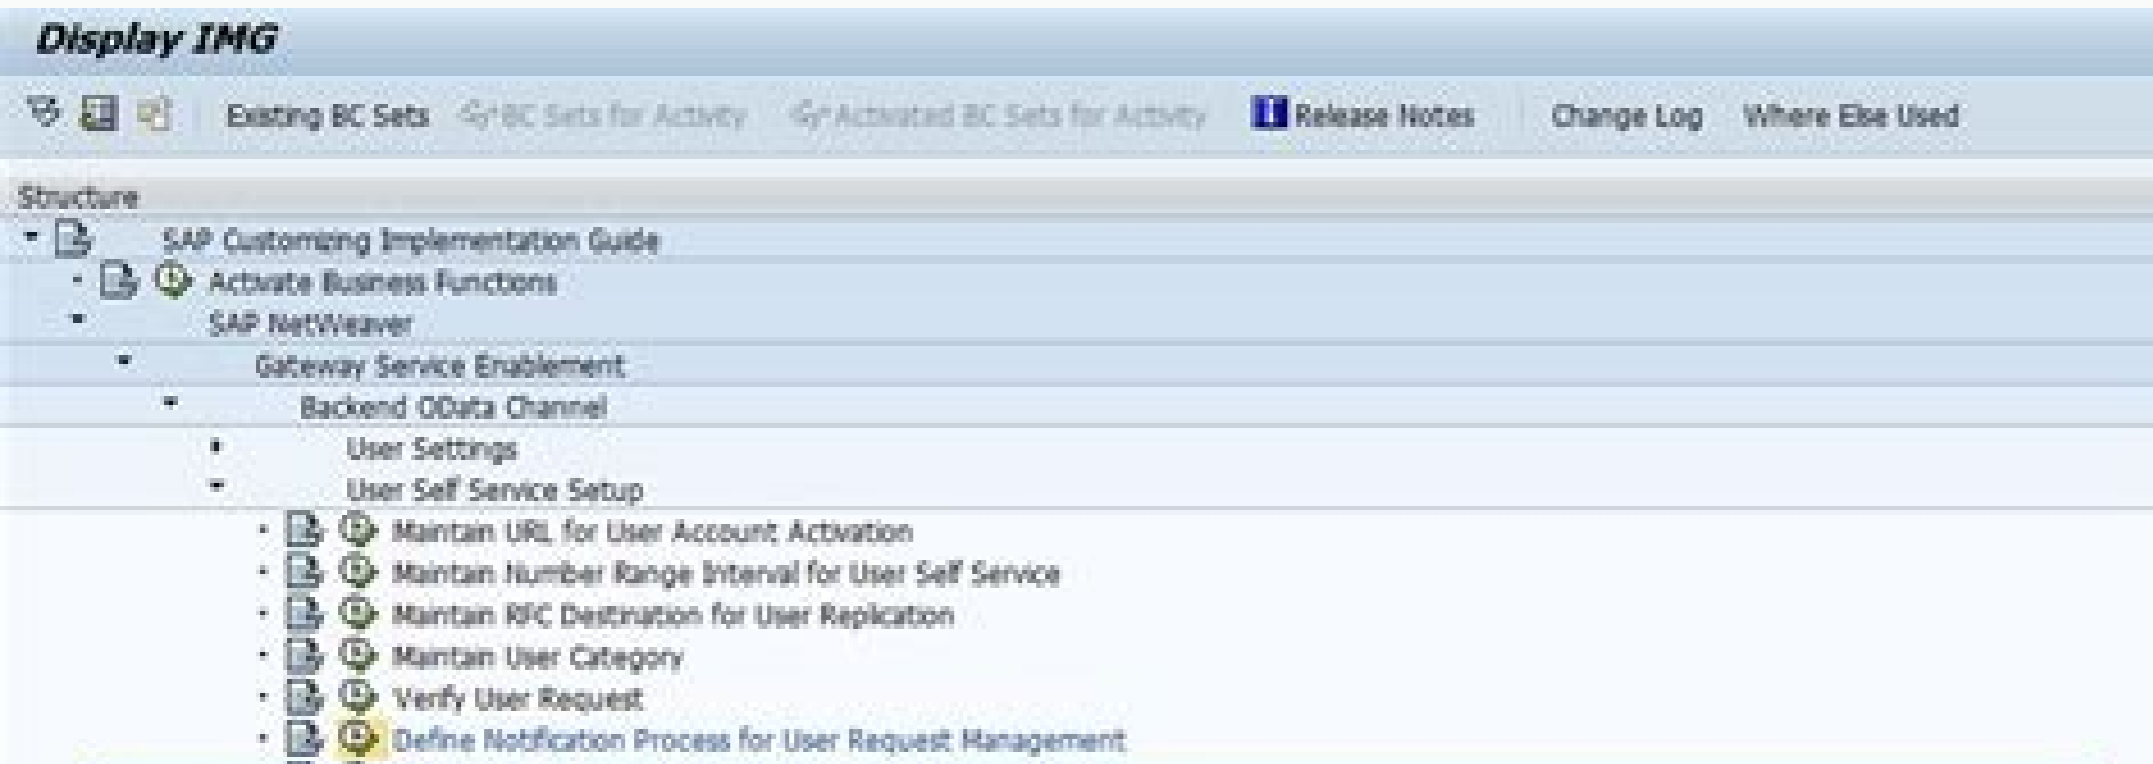 Display IMG
Existing BC Sets BC Sets for Activity Activated BC Sets for Activity Release Notes Change Log Where Else Used
Structure
SAP Customizing Implementation Guide
Activate Business Functions
SAP NetWeaver
Gateway Service Enablement
Backend OData Channel
User Settings
User Self Service Setup
Maintain URL for User Account Activation
Maintain Number Range Interval for User Self Service
Maintain RFC Destination for User Replication
Maintain User Category
Verify User Request
Define Notification Process for User Request Management